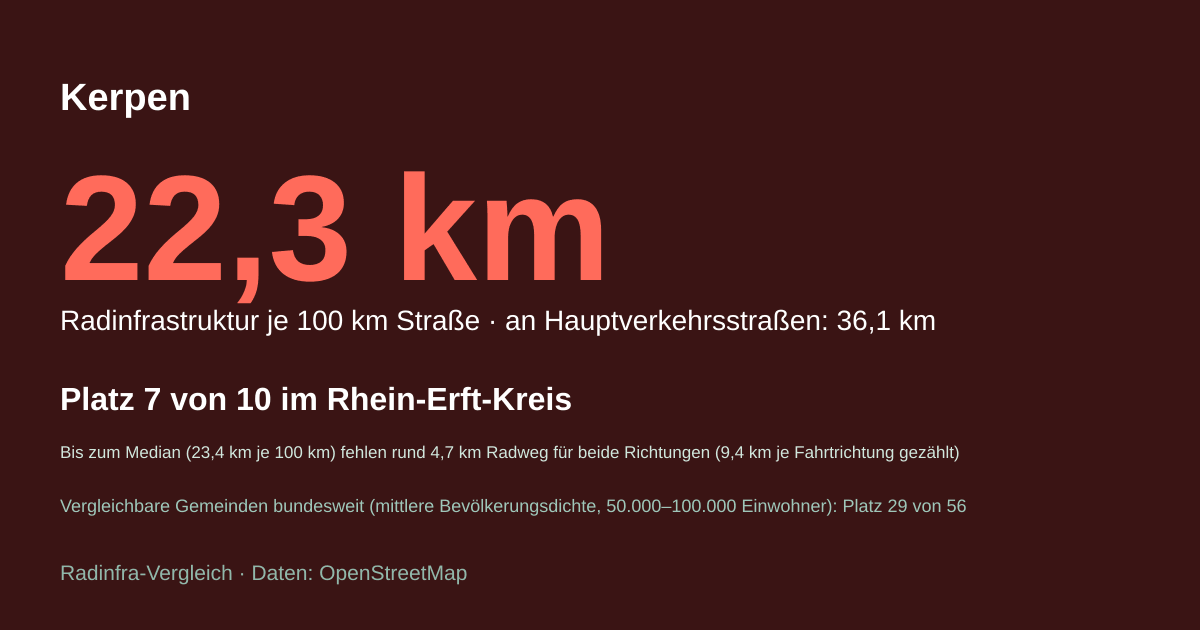 Kerpen
22,3 km
Radinfrastruktur je 100 km Straße · an Hauptverkehrsstraßen: 36,1 km
Platz 7 von 10 im Rhein-Erft-Kreis
Bis zum Median (23,4 km je 100 km) fehlen rund 4,7 km Radweg für beide Richtungen (9,4 km je Fahrtrichtung gezählt)
Vergleichbare Gemeinden bundesweit (mittlere Bevölkerungsdichte, 50.000–100.000 Einwohner): Platz 29 von 56
Radinfra-Vergleich · Daten: OpenStreetMap